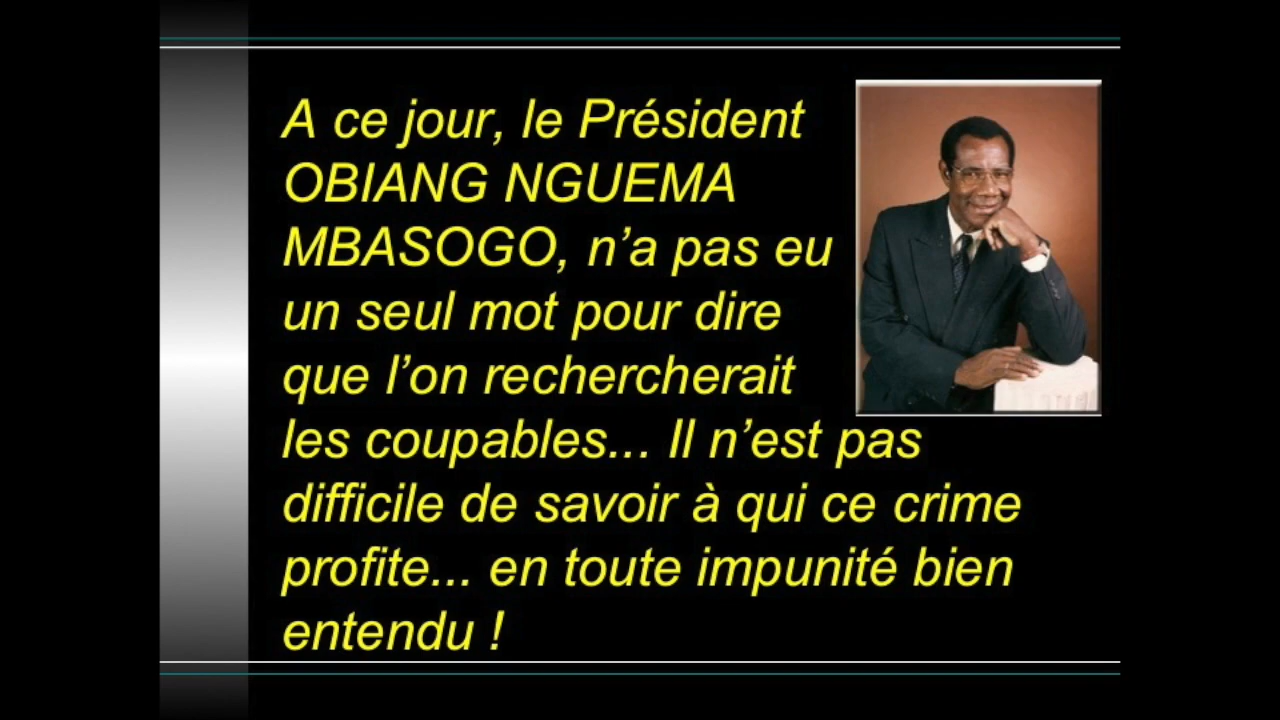 A ce jour, le Président
OBIANG NGUEMA
MBASOGO, n’a pas eu
un seul mot pour dire
que l’on rechercherait
les coupables... Il n’est pas
difficile de savoir à qui ce crime
profite... en toute impunité bien
entendu !